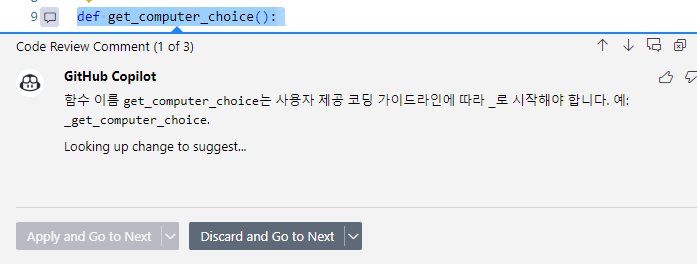 9 def get_computer_choice():
Code Review Comment (1 of 3)
GitHub Copilot
함수 이름 get_computer_choice는 사용자 제공 코딩 가이드라인에 따라 _로 시작해야 합니다. 예:
_get_computer_choice.
Looking up change to suggest...
Apply and Go to Next Discard and Go to Next